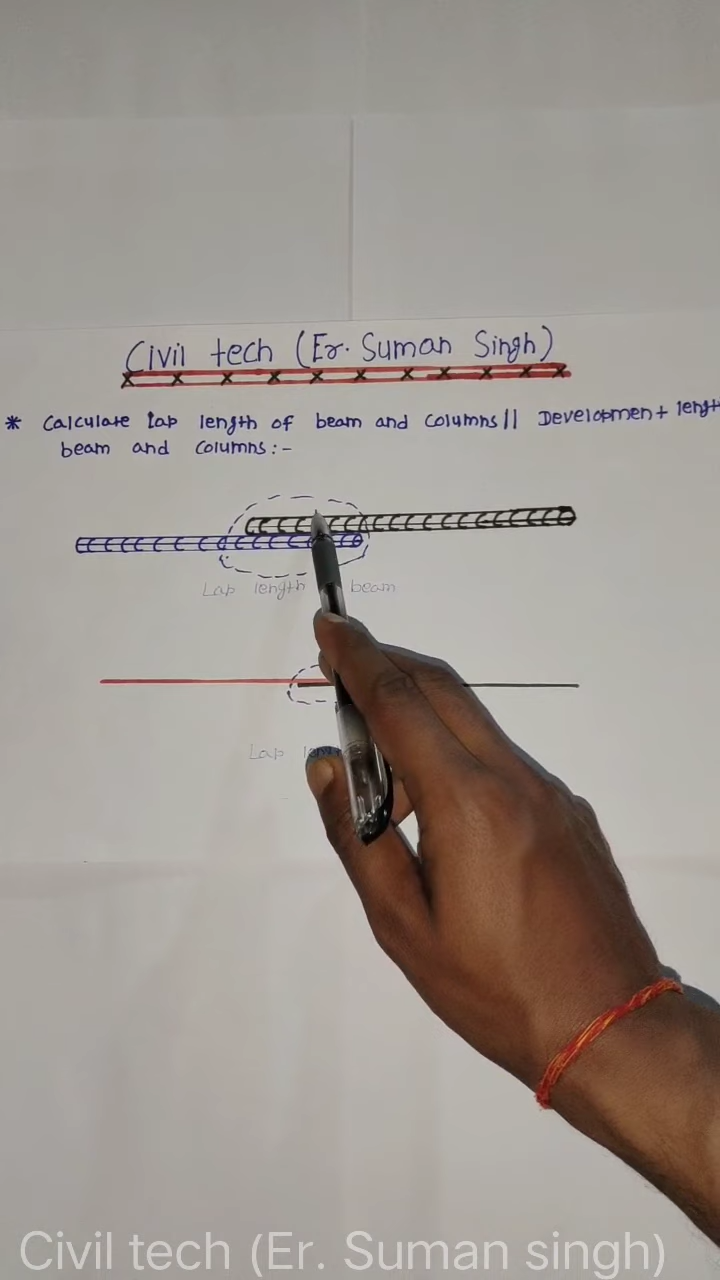 Civil tech (Er. Suman Singh)
* Calculate lap length of beam and columns || Development length
beam and columns :-
Lap length beam
Lap
Civil tech (Er. Suman singh)